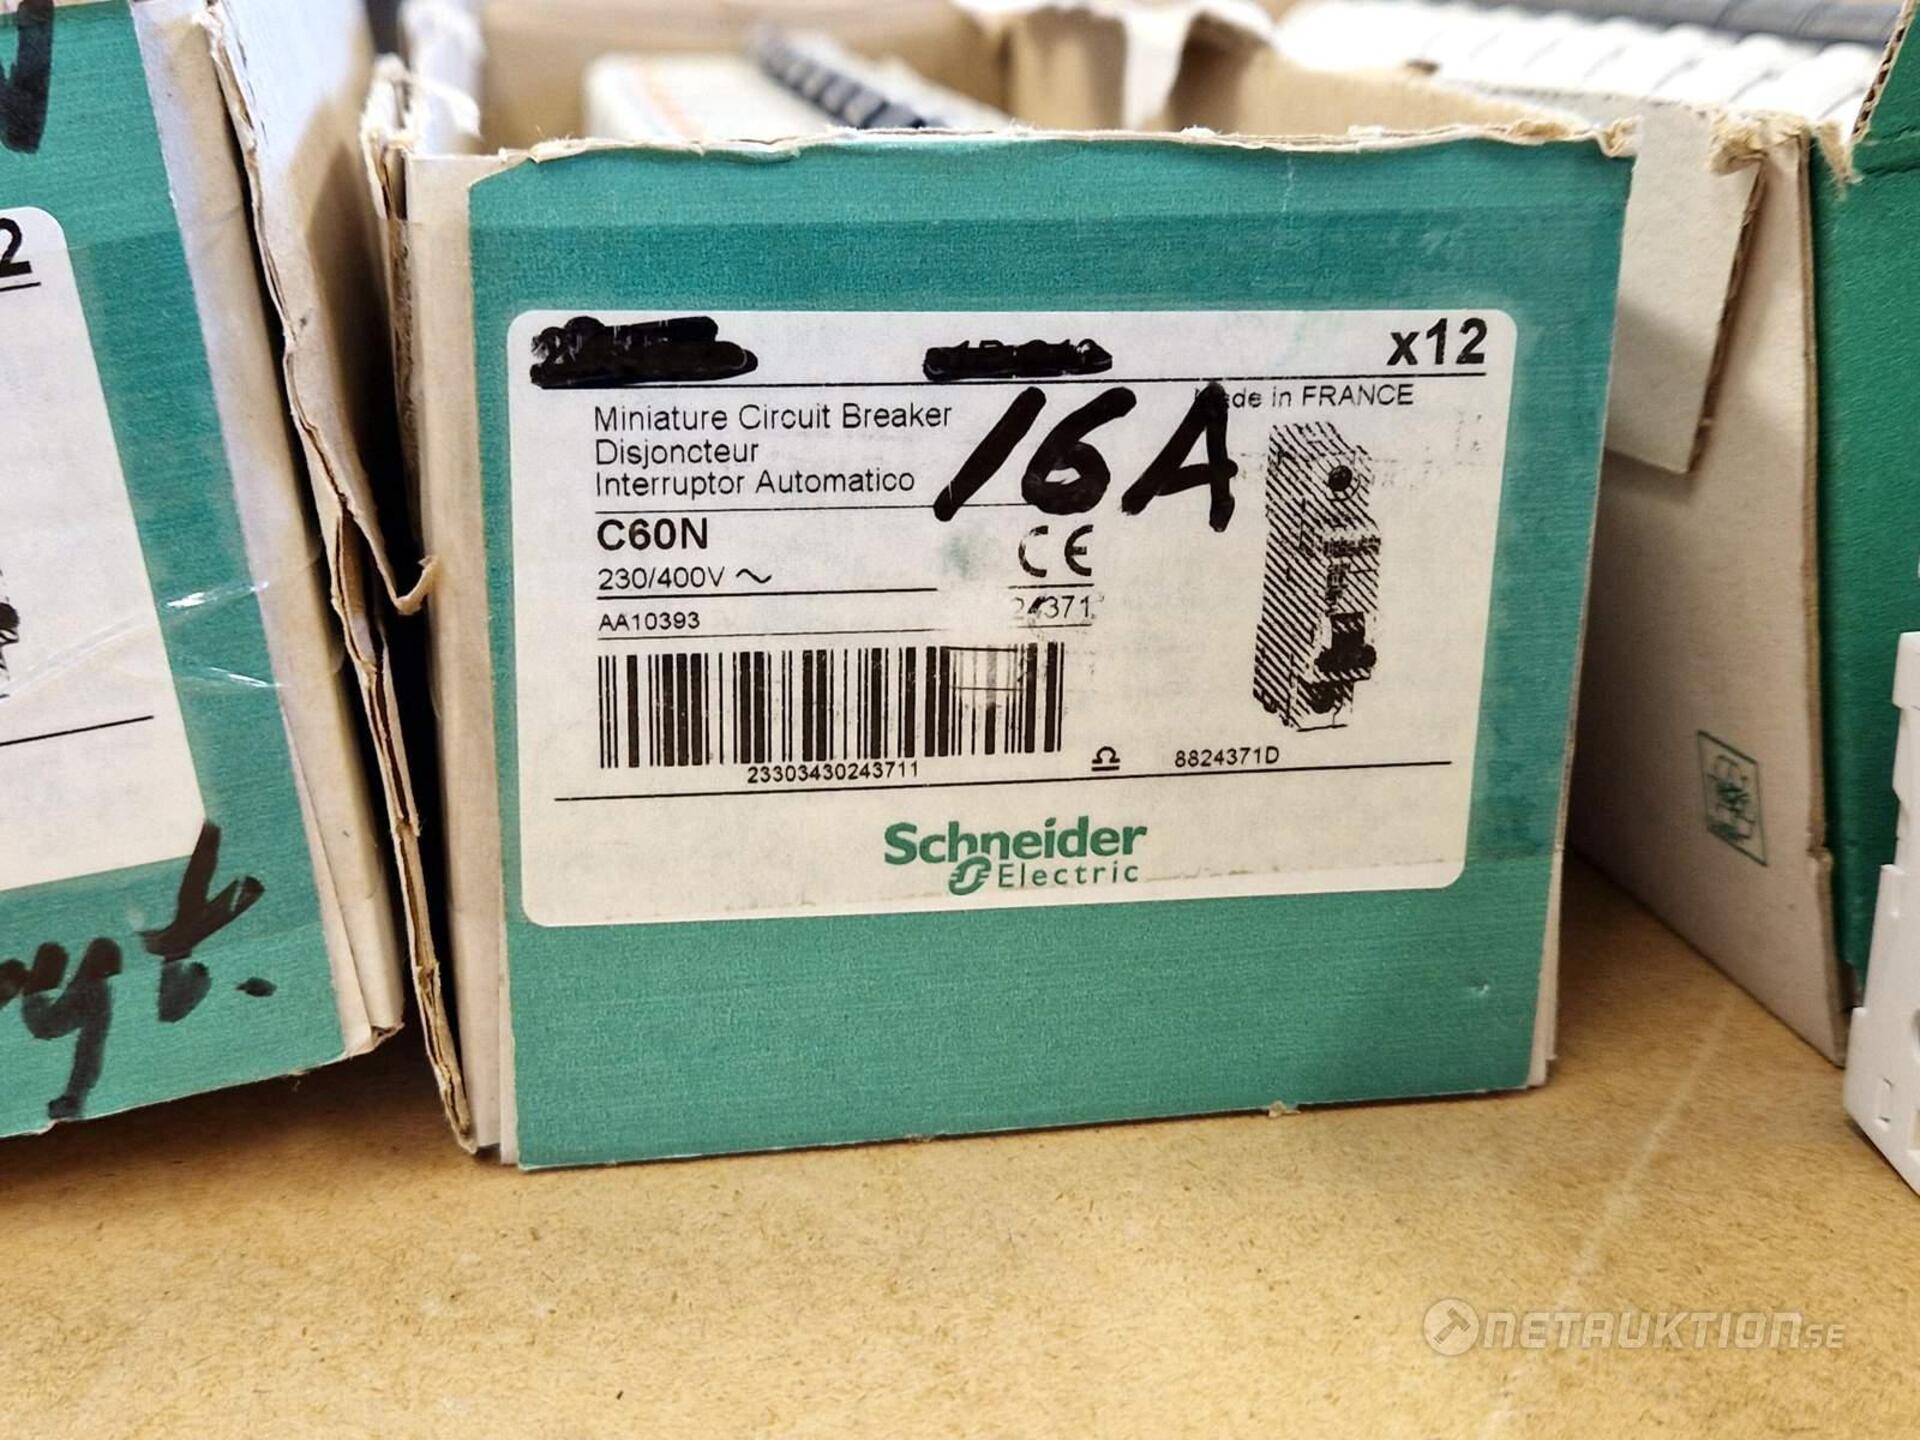 2
x12
Made in FRANCE
Miniature Circuit Breaker
Disjoncteur
Interruptor Automatico
16A
C60N
CE
230/400V ~
24371
AA10393
23303430243711
8824371D
Schneider
Electric
NETAUKTION.SE